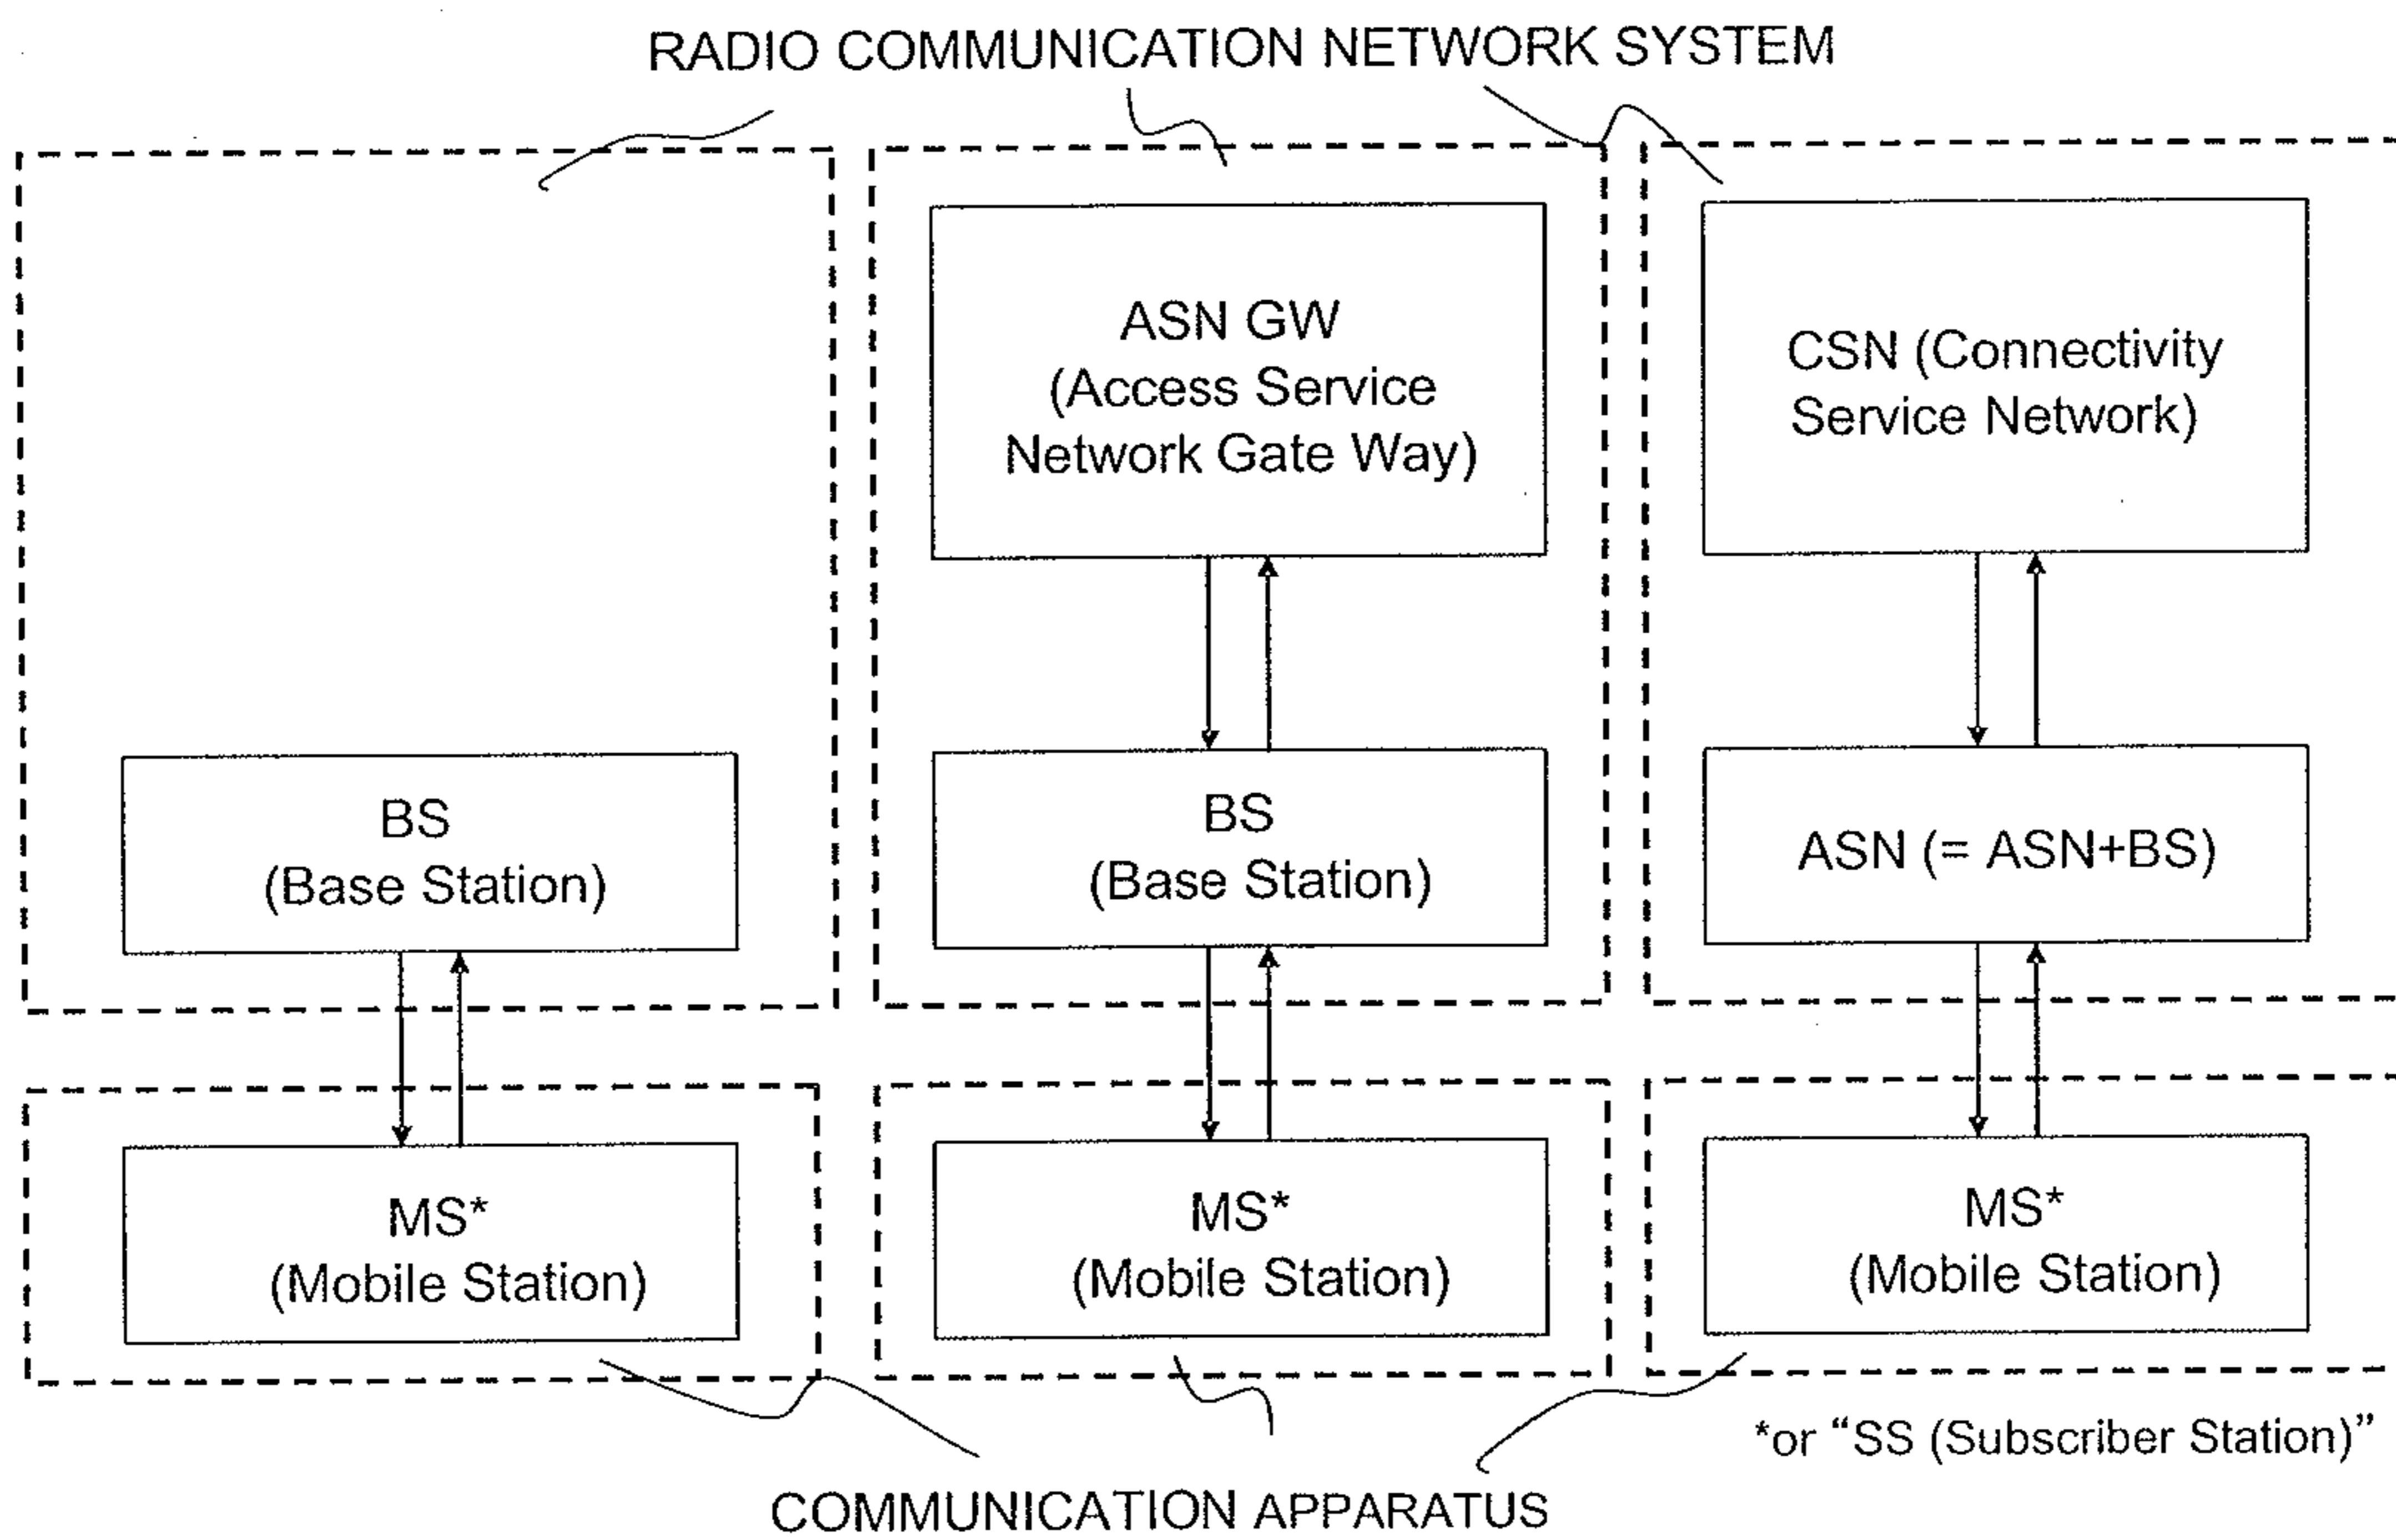 RADIO COMMUNICATION NETWORK SYSTEM
ASN GW
(Access Service
Network Gate Way)
CSN (Connectivity
Service Network)
BS
(Base Station)
BS
(Base Station)
ASN (= ASN+BS)
MS*
(Mobile Station)
MS*
(Mobile Station)
MS*
(Mobile Station)
*or “SS (Subscriber Station)”
COMMUNICATION APPARATUS